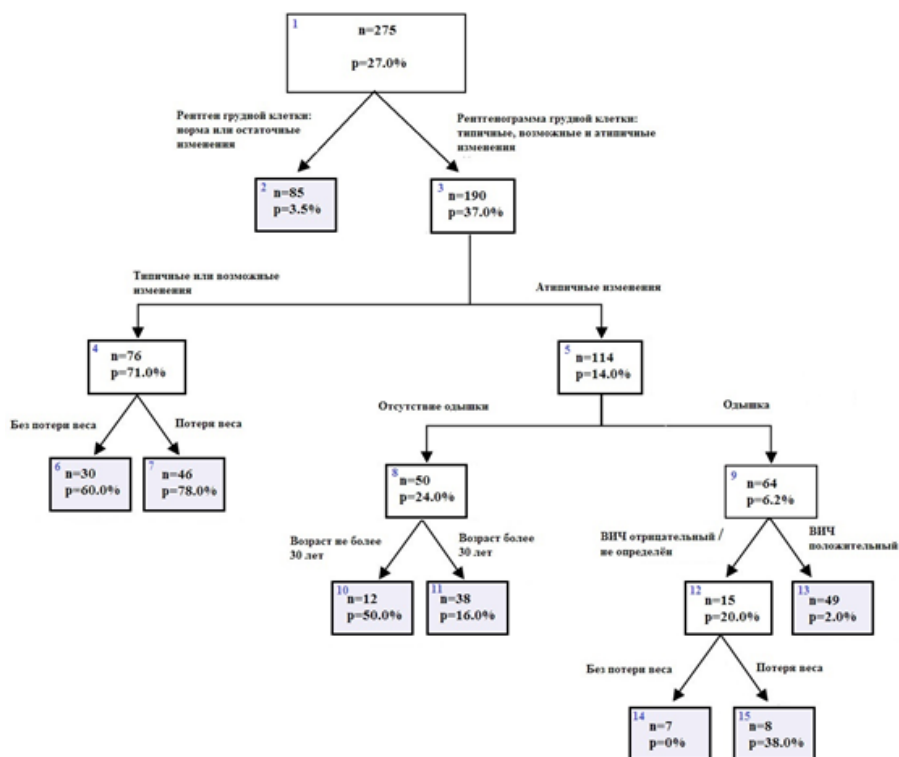 1
n=275
p=27.0%
Рентген грудной клетки:
норма или остаточные
изменения
Рентгенограмма грудной клетки:
типичные, возможные и атипичные
изменения
2
n=85
p=3.5%
3
n=190
p=37.0%
Типичные или возможные
изменения
Атипичные изменения
4
n=76
p=71.0%
5
n=114
p=14.0%
Без потери веса
Потеря веса
Отсутствие одышки
Одышка
6
n=30
p=60.0%
7
n=46
p=78.0%
8
n=50
p=24.0%
9
n=64
p=6.2%
Возраст не более
30 лет
Возраст более
30 лет
ВИЧ отрицательный /
не определён
ВИЧ
положительный
10
n=12
p=50.0%
11
n=38
p=16.0%
12
n=15
p=20.0%
13
n=49
p=2.0%
Без потери веса
Потеря веса
14
n=7
p=0%
15
n=8
p=38.0%